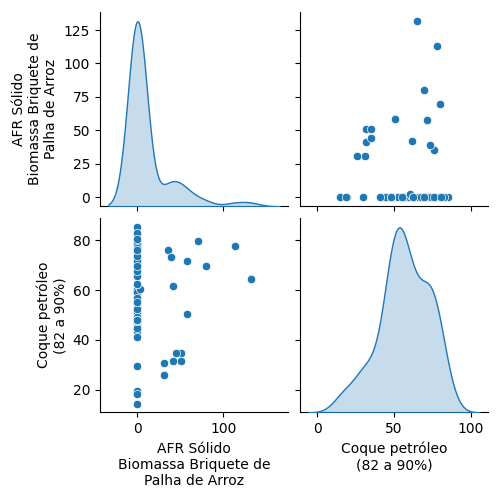 AFR Sólido
Biomassa Briquete de
Palha de Arroz
125
100
75
50
25
0
Coque petróleo
(82 a 90%)
80
60
40
20
0 100
0 50 100
AFR Sólido
Biomassa Briquete de
Palha de Arroz
Coque petróleo
(82 a 90%)